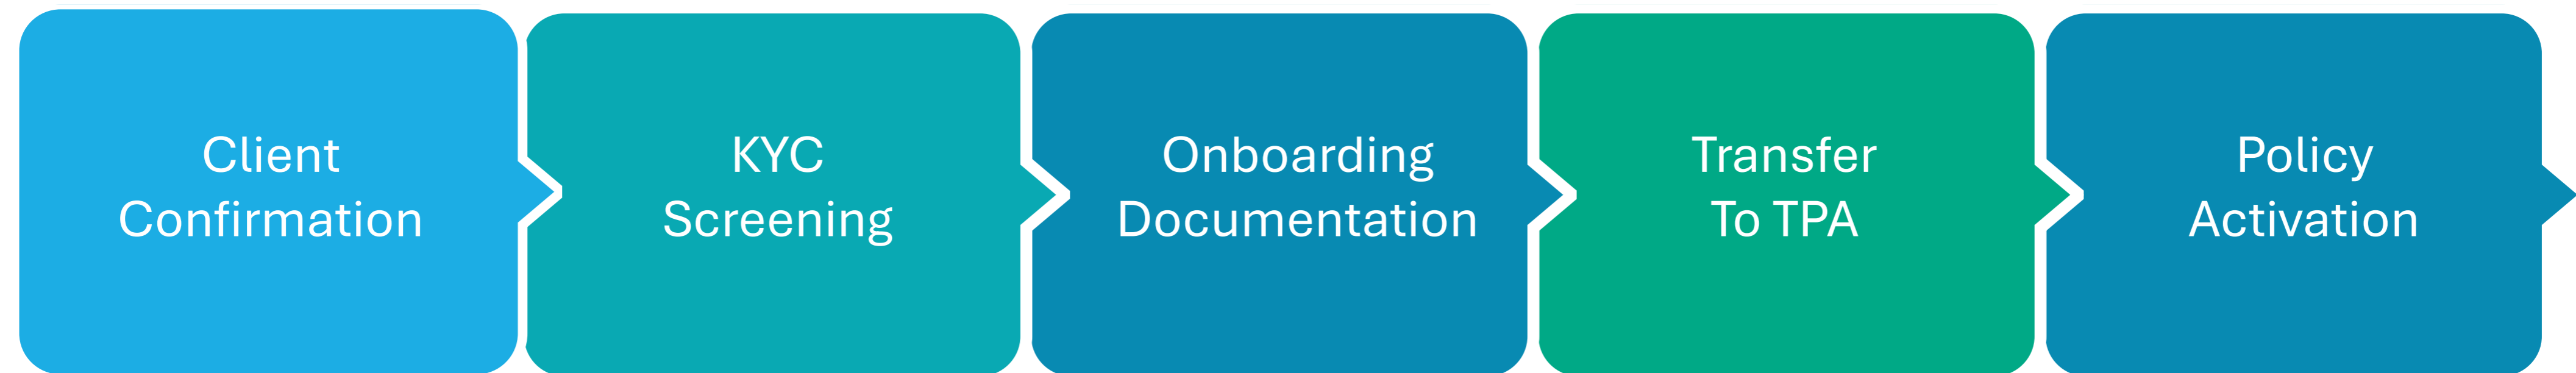 Client
Confirmation
KYC
Screening
Onboarding
Documentation
Transfer
To TPA
Policy
Activation